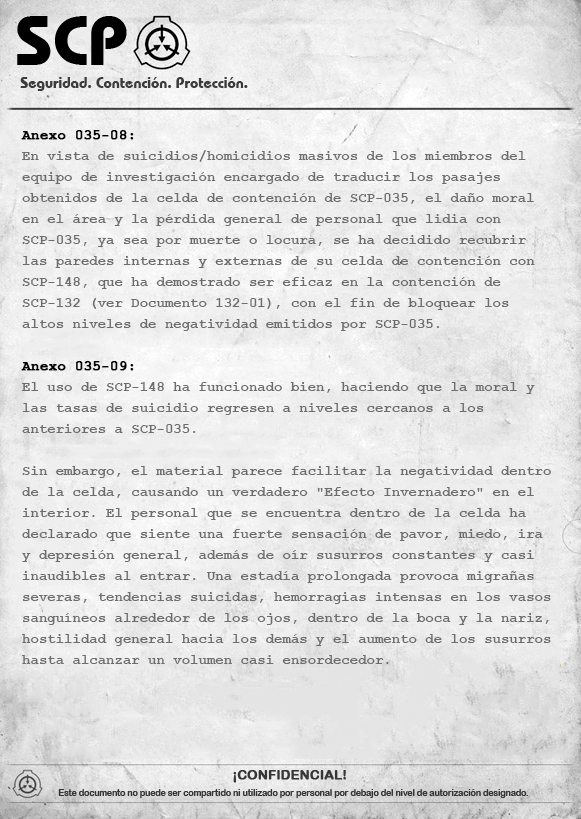 SCP
Seguridad. Contención. Protección.
Anexo 035-08:
En vista de suicidios/homicidios masivos de los miembros del
equipo de investigación encargado de traducir los pasajes
obtenidos de la celda de contención de SCP-035, el daño moral
en el área y la pérdida general de personal que lidia con
SCP-035, ya sea por muerte o locura, se ha decidido recubrir
las paredes internas y externas de su celda de contención con
SCP-148, que ha demostrado ser eficaz en la contención de
SCP-132 (ver Documento 132-01), con el fin de bloquear los
altos niveles de negatividad emitidos por SCP-035.
Anexo 035-09:
El uso de SCP-148 ha funcionado bien, haciendo que la moral y
las tasas de suicidio regresen a niveles cercanos a los
anteriores a SCP-035.
Sin embargo, el material parece facilitar la negatividad dentro
de la celda, causando un verdadero "Efecto Invernadero" en el
interior. El personal que se encuentra dentro de la celda ha
declarado que siente una fuerte sensación de pavor, miedo, ira
y depresión general, además de oír susurros constantes y casi
inaudibles al entrar. Una estadía prolongada provoca migrañas
severas, tendencias suicidas, hemorragias intensas en los vasos
sanguíneos alrededor de los ojos, dentro de la boca y la nariz,
hostilidad general hacia los demás y el aumento de los susurros
hasta alcanzar un volumen casi ensordecedor.
¡CONFIDENCIAL!
Este documento no puede ser compartido ni utilizado por personal por debajo del nivel de autorización designado.